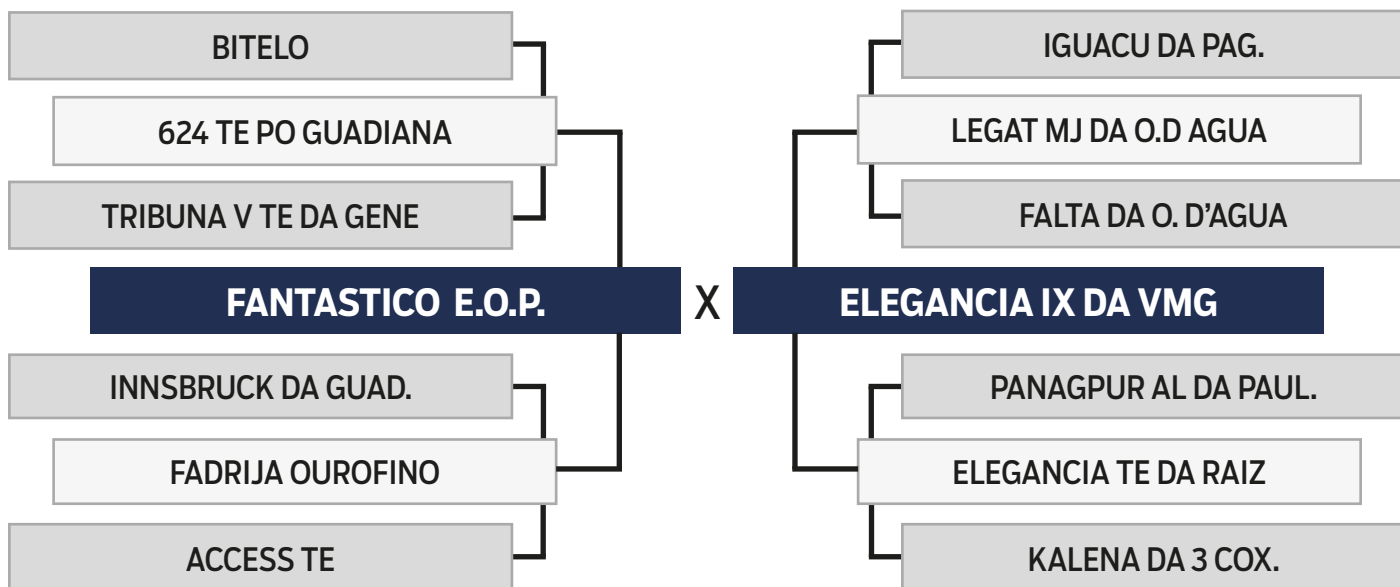 BITELO
624 TE PO GUADIANA
TRIBUNA V TE DA GENE
FANTASTICO E.O.P.
INNSBRUCK DA GUAD.
FADRIJA OUROFINO
ACCESS TE
X
IGUACU DA PAG.
LEGAT MJ DA O.D AGUA
FALTA DA O. D’AGUA
ELEGANCIA IX DA VMG
PANAGPUR AL DA PAUL.
ELEGANCIA TE DA RAIZ
KALENA DA 3 COX.